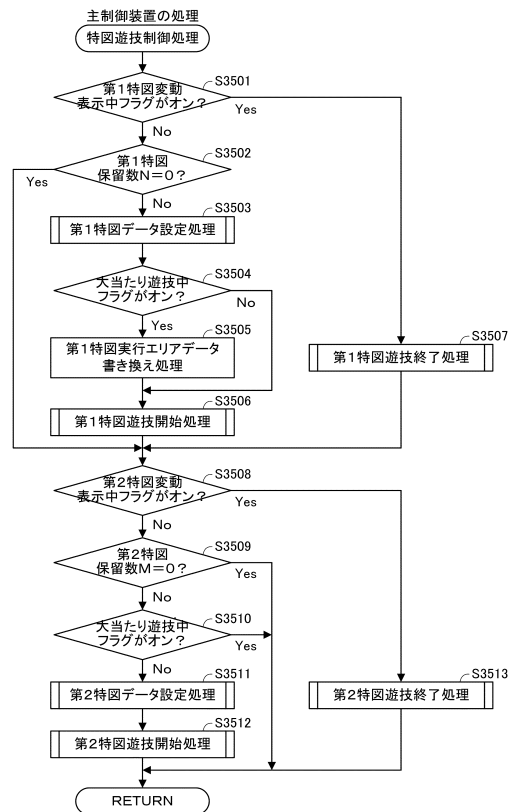 主制御装置の処理
特図遊技制御処理
S3501
第1特図変動
表示中フラグがオン？
Yes
No
S3502
第1特図
保留数N＝0？
Yes
No
S3503
第1特図データ設定処理
S3504
大当たり遊技中
フラグがオン？
No
Yes
S3505
第1特図実行エリアデータ
書き換え処理
S3507
第1特図遊技終了処理
S3506
第1特図遊技開始処理
S3508
第2特図変動
表示中フラグがオン？
Yes
No
S3509
第2特図
保留数M＝0？
Yes
No
S3510
大当たり遊技中
フラグがオン？
Yes
No
S3511
第2特図データ設定処理
S3513
第2特図遊技終了処理
S3512
第2特図遊技開始処理
RETURN